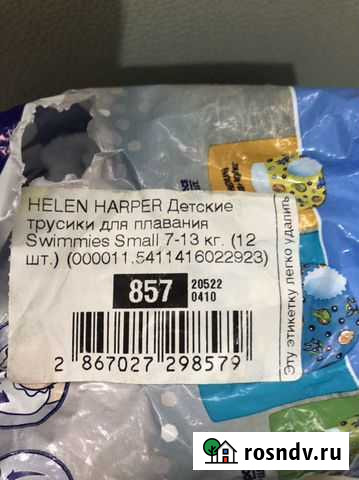 HELEN HARPER Детские
трусики для плавания
Swimmies Small 7-13 кг. (12
шт.) (000011.5411416022923)
857
20522
0410
2 867027 298579
Эту этикетку легко удалить
rosndv.ru